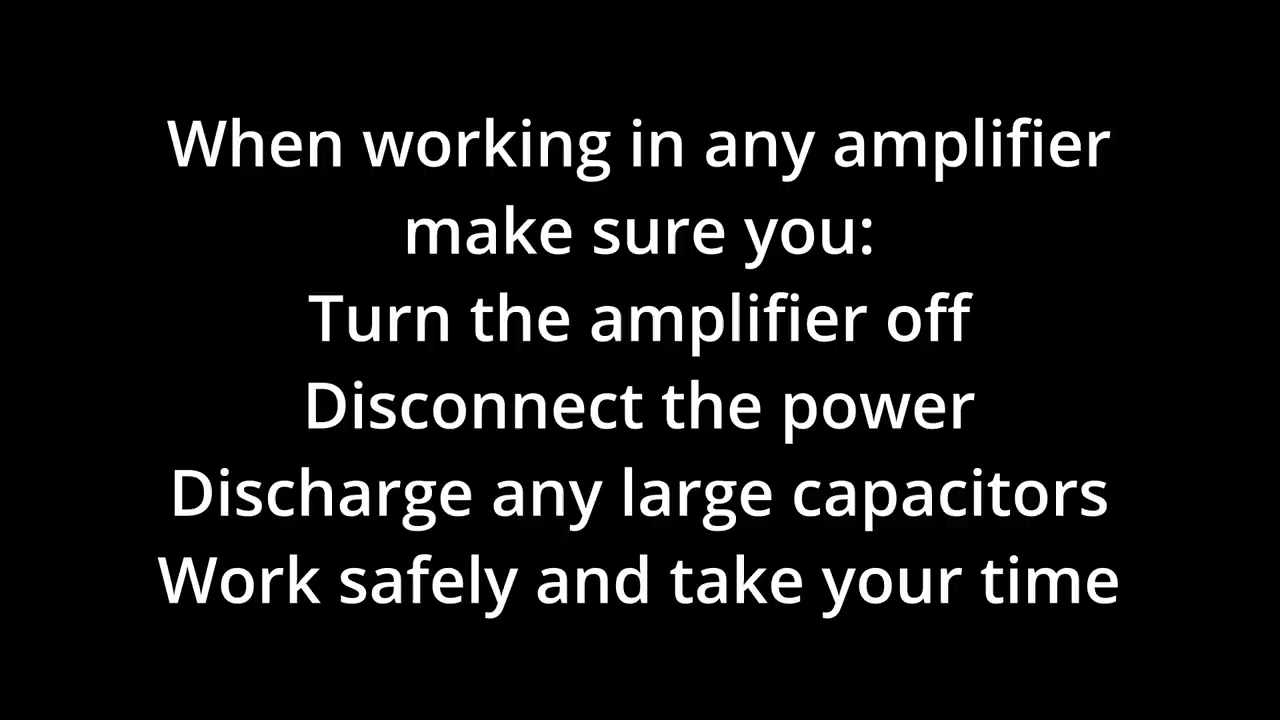 When working in any amplifier
make sure you:
Turn the amplifier off
Disconnect the power
Discharge any large capacitors
Work safely and take your time